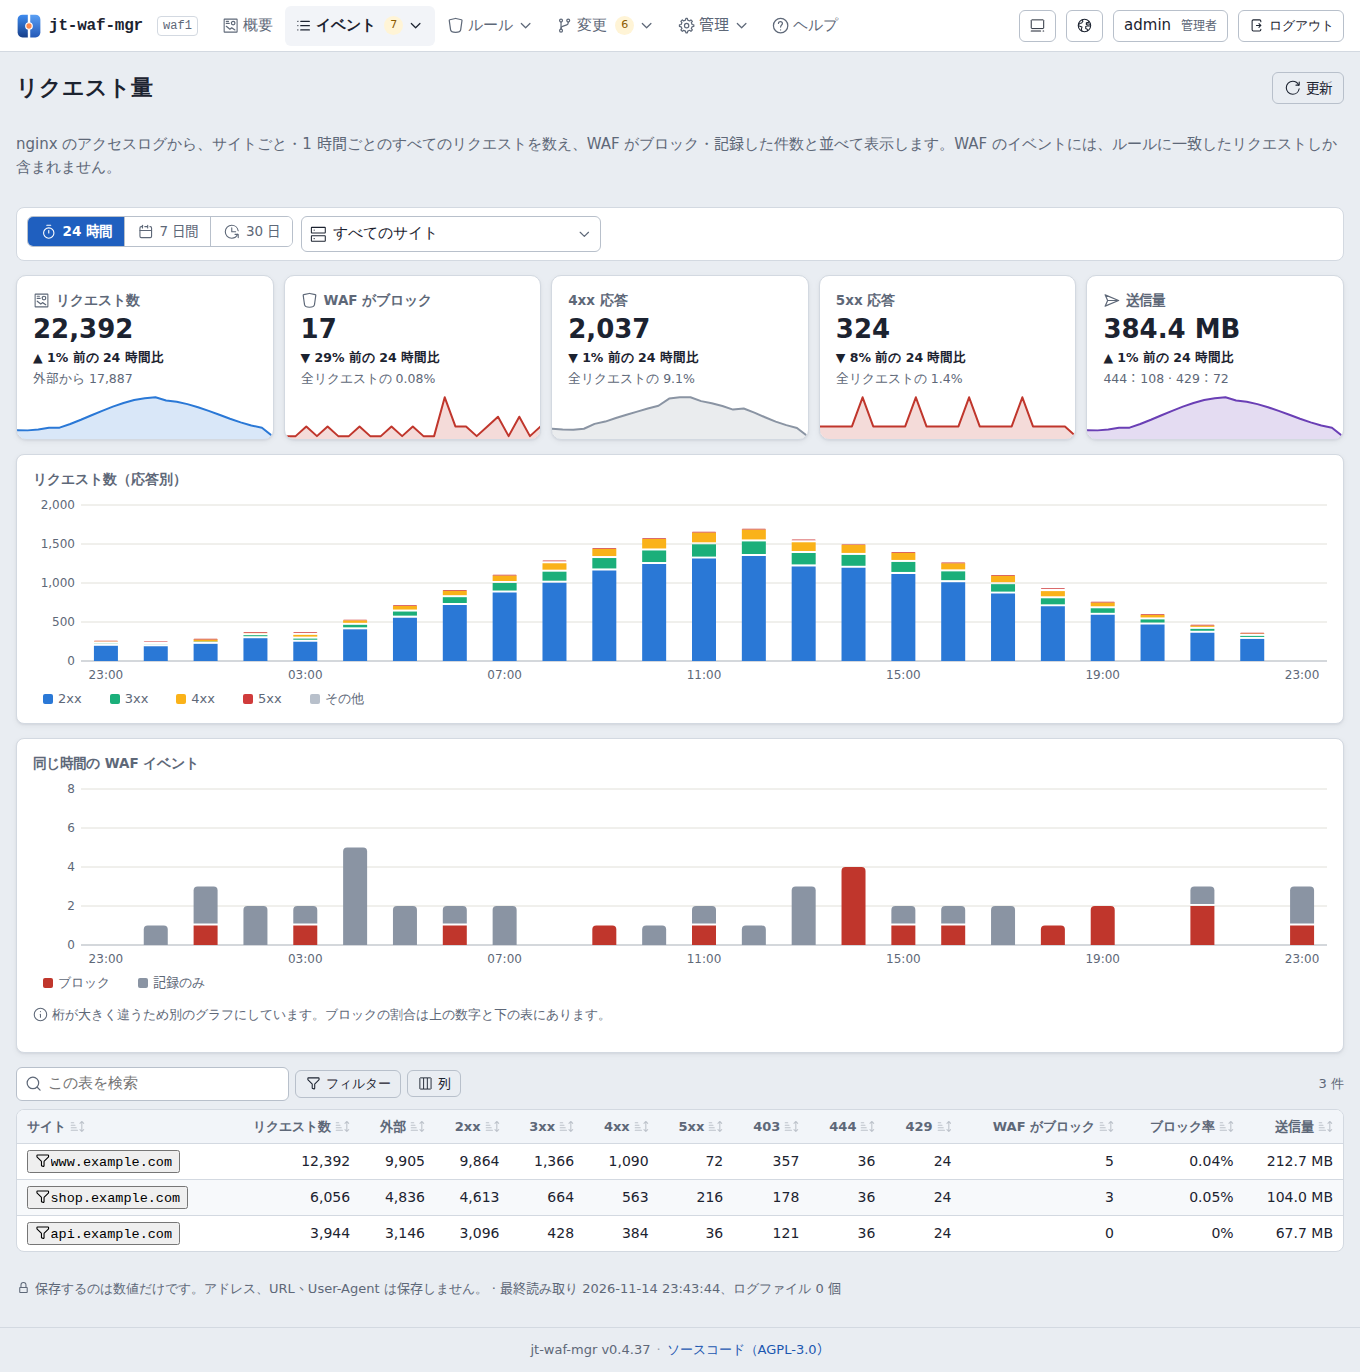 jt-waf-mgr waf1 概要 イベント 7 ルール 変更 6 管理 ヘルプ admin 管理者 ログアウト
リクエスト量 更新
nginx のアクセスログから、サイトごと・1 時間ごとのすべてのリクエストを数え、WAF がブロック・記録した件数と並べて表示します。WAF のイベントには、ルールに一致したリクエストしか
含まれません。
24 時間 7 日間 30 日 すべてのサイト
リクエスト数 WAF がブロック 4xx 応答 5xx 応答 送信量
22,392 17 2,037 324 384.4 MB
▲ 1% 前の 24 時間比 ▼ 29% 前の 24 時間比 ▼ 1% 前の 24 時間比 ▼ 8% 前の 24 時間比 ▲ 1% 前の 24 時間比
外部から 17,887 全リクエストの 0.08% 全リクエストの 9.1% 全リクエストの 1.4% 444：108 · 429：72
リクエスト数（応答別）
2,000
1,500
1,000
500
0
23:00 03:00 07:00 11:00 15:00 19:00 23:00
2xx 3xx 4xx 5xx その他
同じ時間の WAF イベント
8
6
4
2
0
23:00 03:00 07:00 11:00 15:00 19:00 23:00
ブロック 記録のみ
桁が大きく違うため別のグラフにしています。ブロックの割合は上の数字と下の表にあります。
この表を検索 フィルター 列 3 件
サイト リクエスト数 外部 2xx 3xx 4xx 5xx 403 444 429 WAF がブロック ブロック率 送信量
www.example.com 12,392 9,905 9,864 1,366 1,090 72 357 36 24 5 0.04% 212.7 MB
shop.example.com 6,056 4,836 4,613 664 563 216 178 36 24 3 0.05% 104.0 MB
api.example.com 3,944 3,146 3,096 428 384 36 121 36 24 0 0% 67.7 MB
保存するのは数値だけです。アドレス、URL、User-Agent は保存しません。 · 最終読み取り 2026-11-14 23:43:44、ログファイル 0 個
jt-waf-mgr v0.4.37 · ソースコード（AGPL-3.0）